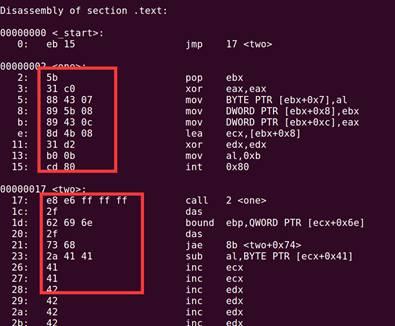 Disassembly of section .text:
00000000 <_start>:
0: eb 15 jmp 17 <two>
00000002 <one>:
2: 5b pop ebx
3: 31 c0 xor eax,eax
5: 88 43 07 mov BYTE PTR [ebx+0x7],al
8: 89 5b 08 mov DWORD PTR [ebx+0x8],ebx
b: 89 43 0c mov DWORD PTR [ebx+0xc],eax
e: 8d 4b 08 lea ecx,[ebx+0x8]
11: 31 d2 xor edx,edx
13: b0 0b mov al,0xb
15: cd 80 int 0x80
00000017 <two>:
17: e8 e6 ff ff ff call 2 <one>
1c: 2f das
1d: 62 69 6e bound ebp,QWORD PTR [ecx+0x6e]
20: 2f das
21: 73 68 jae 8b <two+0x74>
23: 2a 41 41 sub al,BYTE PTR [ecx+0x41]
26: 41 inc ecx
27: 41 inc ecx
28: 42 inc edx
29: 42 inc edx
2a: 42 inc edx
2b: 42 inc edx